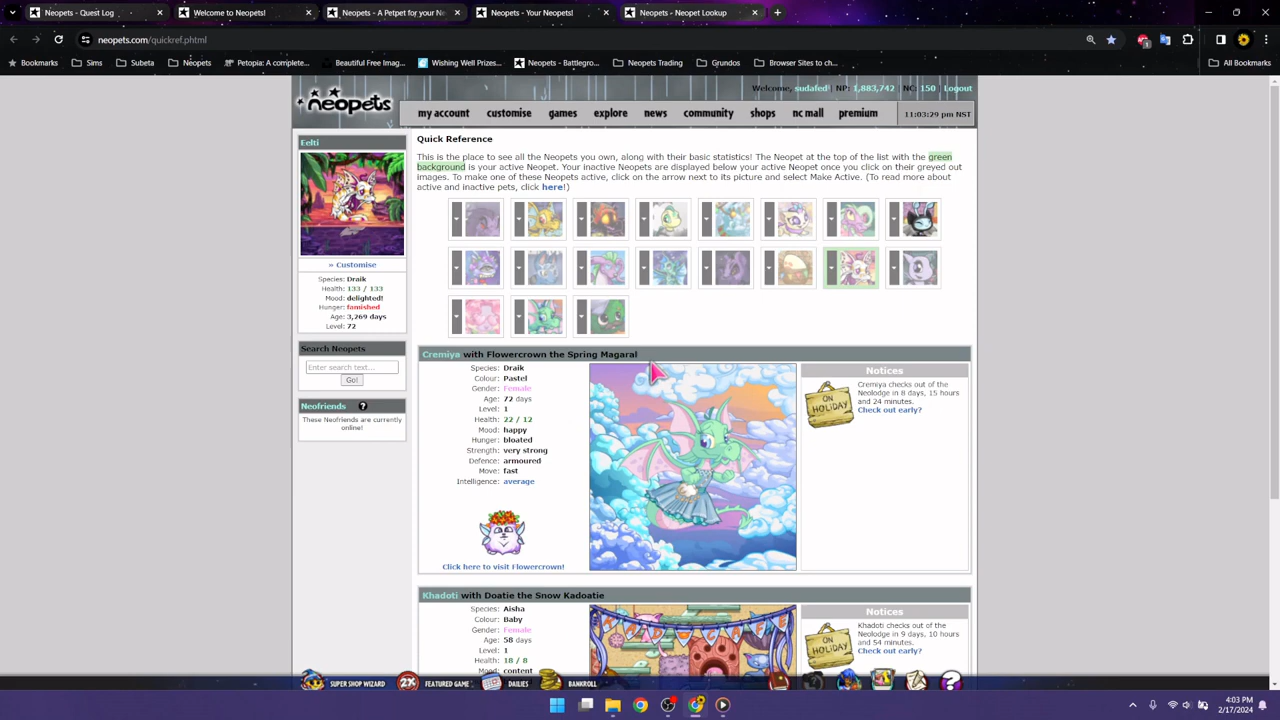 Neopets - Quest Log
Welcome to Neopets!
Neopets - A Petpet for your Ne
Neopets - Your Neopets!
Neopets - Neopet Lookup
neopets.com/quickref.phtml
Bookmarks
Sims
Subeta
Neopets
Petopia: A complete...
Beautiful Free Imag...
Wishing Well Prizes...
Neopets - Battlegro...
Neopets Trading
Grundos
Browser Sites to ch...
All Bookmarks
neopets
Welcome, sudafed | NP: 1,883,742 | NC: 150 | Logout
my account
customise
games
explore
news
community
shops
nc mall
premium
11:03:29 pm NST
Eelti
» Customise
Species: Draik
Health: 133 / 133
Mood: delighted!
Hunger: famished
Age: 3,269 days
Level: 72
Search Neopets
Enter search text...
Go!
Neofriends ?
These Neofriends are currently
online!
Quick Reference
This is the place to see all the Neopets you own, along with their basic statistics! The Neopet at the top of the list with the green
background is your active Neopet. Your inactive Neopets are displayed below your active Neopet once you click on their greyed out
images. To make one of these Neopets active, click on the arrow next to its picture and select Make Active. (To read more about
active and inactive pets, click here!)
Cremiya with Flowercrown the Spring Magaral
Species: Draik
Colour: Pastel
Gender: Female
Age: 72 days
Level: 1
Health: 22 / 12
Mood: happy
Hunger: bloated
Strength: very strong
Defence: armoured
Move: fast
Intelligence: average
Click here to visit Flowercrown!
Notices
ON
HOLIDAY
Cremiya checks out of the
Neolodge in 8 days, 15 hours
and 24 minutes.
Check out early?
Khadoti with Doatie the Snow Kadoatie
Species: Aisha
Colour: Baby
Gender: Female
Age: 58 days
Level: 1
Health: 18 / 8
Mood: content
Notices
ON
HOLIDAY
Khadoti checks out of the
Neolodge in 9 days, 10 hours
and 54 minutes.
Check out early?
SUPER SHOP WIZARD
2X
FEATURED GAME
DAILIES
BANKROLL
?
4:03 PM
2/17/2024